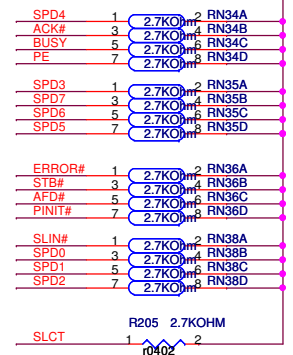 SPD4 1 2.7KOhm 2 RN34A
ACK# 3 2.7KOhm 4 RN34B
BUSY 5 2.7KOhm 6 RN34C
PE 7 2.7KOhm 8 RN34D
SPD3 1 2.7KOhm 2 RN35A
SPD7 3 2.7KOhm 4 RN35B
SPD6 5 2.7KOhm 6 RN35C
SPD5 7 2.7KOhm 8 RN35D
ERROR# 1 2.7KOhm 2 RN36A
STB# 3 2.7KOhm 4 RN36B
AFD# 5 2.7KOhm 6 RN36C
PINIT# 7 2.7KOhm 8 RN36D
SLIN# 1 2.7KOhm 2 RN38A
SPD0 3 2.7KOhm 4 RN38B
SPD1 5 2.7KOhm 6 RN38C
SPD2 7 2.7KOhm 8 RN38D
R205 2.7KOHM
SLCT 1 2
r0402